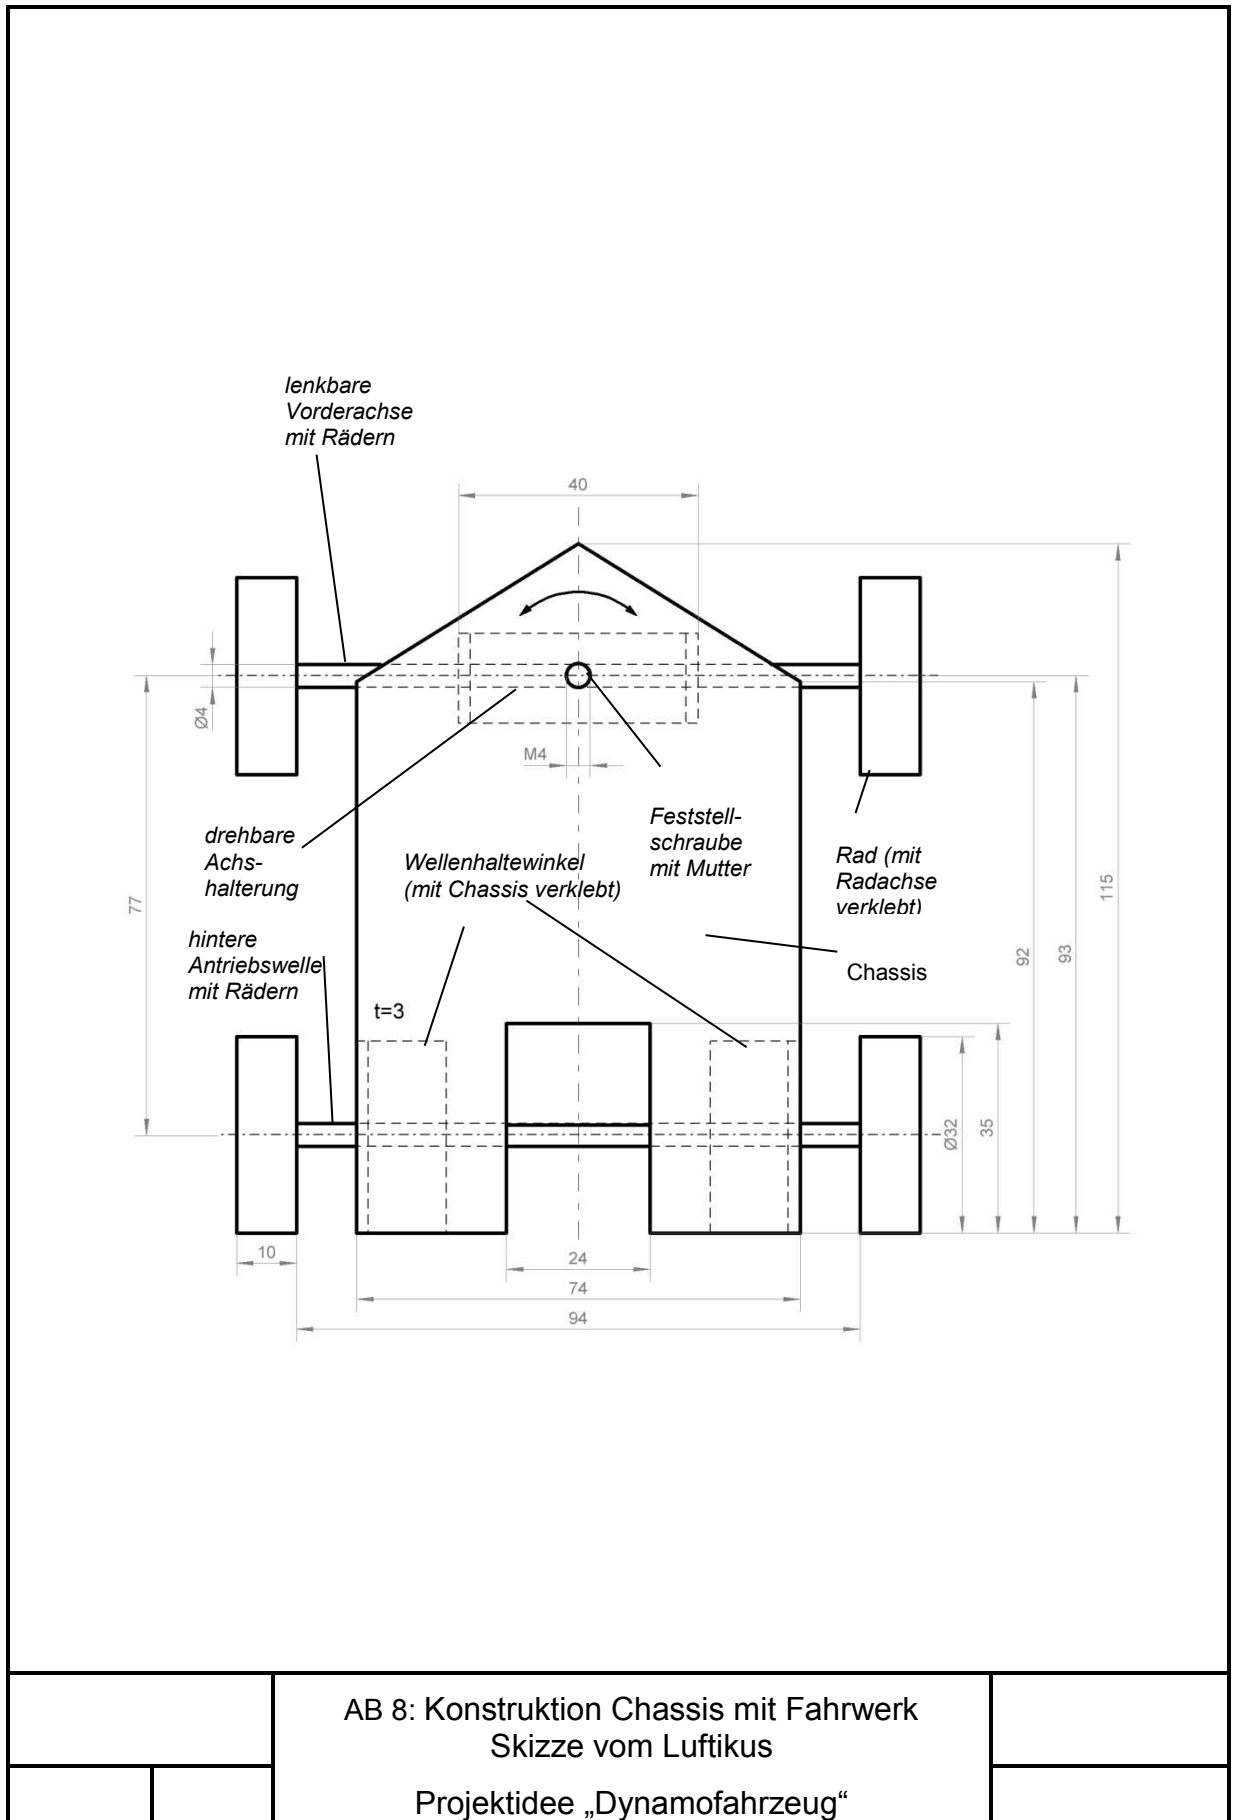 lenkbare
Vorderachse
mit Rädern
40
Ø4
M4
drehbare
Achs-
halterung
Wellenhaltewinkel
(mit Chassis verklebt)
Feststell-
schraube
mit Mutter
Rad (mit
Radachse
verklebt)
77
115
92
93
hintere
Antriebswelle
mit Rädern
Chassis
t=3
Ø32
35
10
24
74
94
AB 8: Konstruktion Chassis mit Fahrwerk
Skizze vom Luftikus
Projektidee „Dynamofahrzeug“